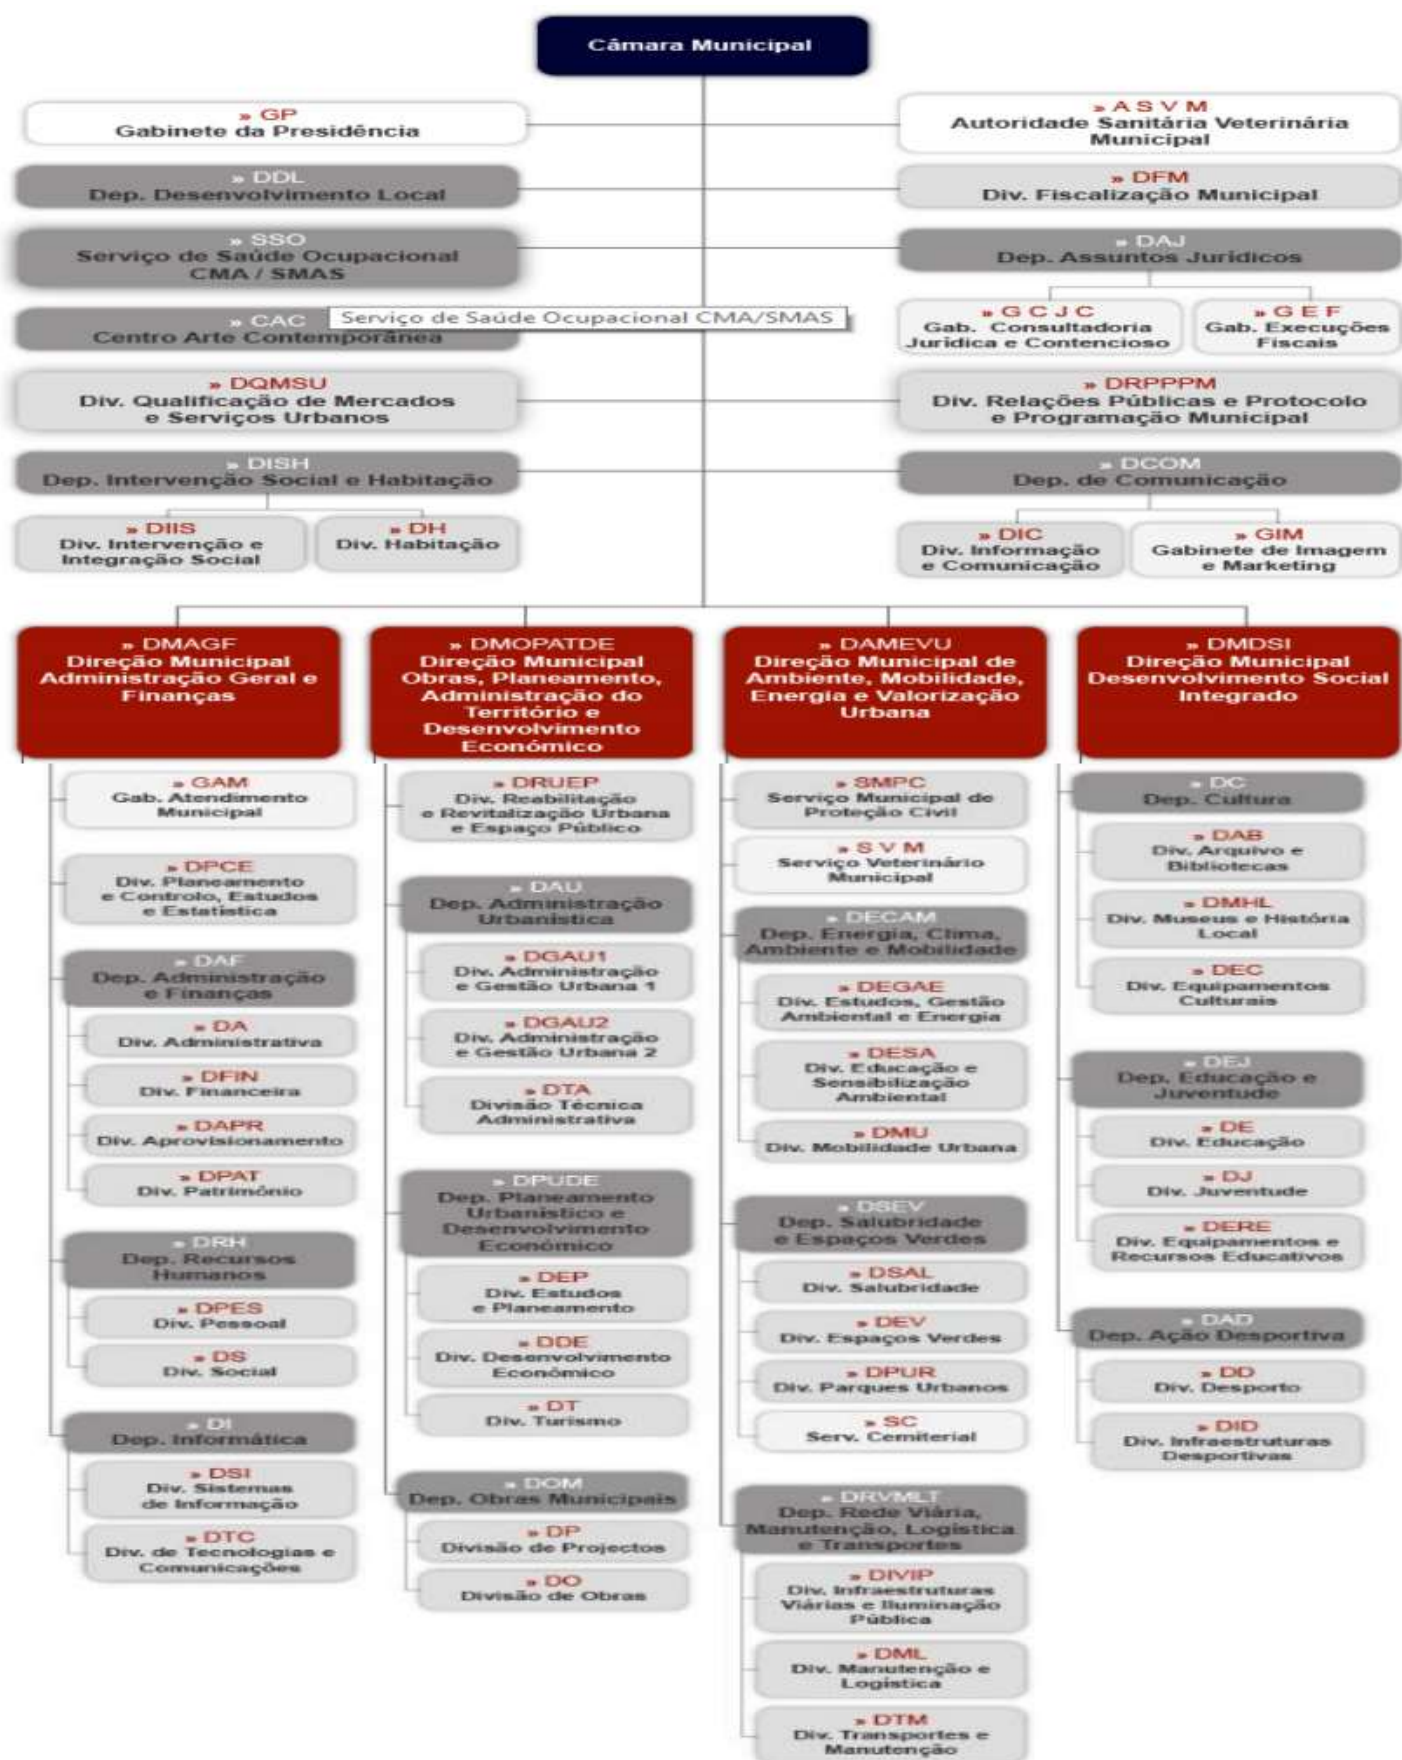 Câmara Municipal
» GP
Gabinete da Presidência
» A S V M
Autoridade Sanitária Veterinária
Municipal
» DDL
Dep. Desenvolvimento Local
» DFM
Div. Fiscalização Municipal
» SSO
Serviço de Saúde Ocupacional
CMA / SMAS
» DAJ
Dep. Assuntos Jurídicos
» CAC
Centro Arte Contemporânea
Serviço de Saúde Ocupacional CMA/SMAS
» G C J C
Gab. Consultadoria
Jurídica e Contencioso
» G E F
Gab. Execuções
Fiscais
» DQMSU
Div. Qualificação de Mercados
e Serviços Urbanos
» DRPPPM
Div. Relações Públicas e Protocolo
e Programação Municipal
» DISH
Dep. Intervenção Social e Habitação
» DCOM
Dep. de Comunicação
» DIIS
Div. Intervenção e
Integração Social
» DH
Div. Habitação
» DIC
Div. Informação
e Comunicação
» GIM
Gabinete de Imagem
e Marketing
» DMAGF
Direção Municipal
Administração Geral e
Finanças
» DMOPATDE
Direção Municipal
Obras, Planeamento,
Administração do
Território e
Desenvolvimento
Económico
» DAMEVU
Direção Municipal de
Ambiente, Mobilidade,
Energia e Valorização
Urbana
» DMDSI
Direção Municipal
Desenvolvimento Social
Integrado
» GAM
Gab. Atendimento
Municipal
» DPCE
Div. Planeamento
e Controlo, Estudos
e Estatística
» DAF
Dep. Administração
e Finanças
» DA
Div. Administrativa
» DFIN
Div. Financeira
» DAPR
Div. Aprovisionamento
» DPAT
Div. Património
» DRH
Dep. Recursos
Humanos
» DPES
Div. Pessoal
» DS
Div. Social
» DI
Dep. Informática
» DSI
Div. Sistemas
de Informação
» DTC
Div. de Tecnologias e
Comunicações
» DRUEP
Div. Reabilitação
e Revitalização Urbana
e Espaço Público
» DAU
Dep. Administração
Urbanística
» DGAU1
Div. Administração
e Gestão Urbana 1
» DGAU2
Div. Administração
e Gestão Urbana 2
» DTA
Divisão Técnica
Administrativa
» DPUDE
Dep. Planeamento
Urbanístico e
Desenvolvimento
Económico
» DEP
Div. Estudos
e Planeamento
» DDE
Div. Desenvolvimento
Económico
» DT
Div. Turismo
» DOM
Dep. Obras Municipais
» DP
Divisão de Projectos
» DO
Divisão de Obras
» SMPC
Serviço Municipal de
Proteção Civil
» S V M
Serviço Veterinário
Municipal
» DECAM
Dep. Energia, Clima,
Ambiente e Mobilidade
» DEGAE
Div. Estudos, Gestão
Ambiental e Energia
» DESA
Div. Educação e
Sensibilização
Ambiental
» DMU
Div. Mobilidade Urbana
» DSEV
Dep. Salubridade
e Espaços Verdes
» DSAL
Div. Salubridade
» DEV
Div. Espaços Verdes
» DPUR
Div. Parques Urbanos
» SC
Serv. Cemiterial
» DRVMLT
Dep. Rede Viária,
Manutenção, Logística
e Transportes
» DIVIP
Div. Infraestruturas
Viárias e Iluminação
Pública
» DML
Div. Manutenção e
Logística
» DTM
Div. Transportes e
Manutenção
» DC
Dep. Cultura
» DAB
Div. Arquivo e
Bibliotecas
» DMHL
Div. Museus e História
Local
» DEC
Div. Equipamentos
Culturais
» DEJ
Dep. Educação e
Juventude
» DE
Div. Educação
» DJ
Div. Juventude
» DERE
Div. Equipamentos e
Recursos Educativos
» DAD
Dep. Ação Desportiva
» DD
Div. Desporto
» DID
Div. Infraestruturas
Desportivas